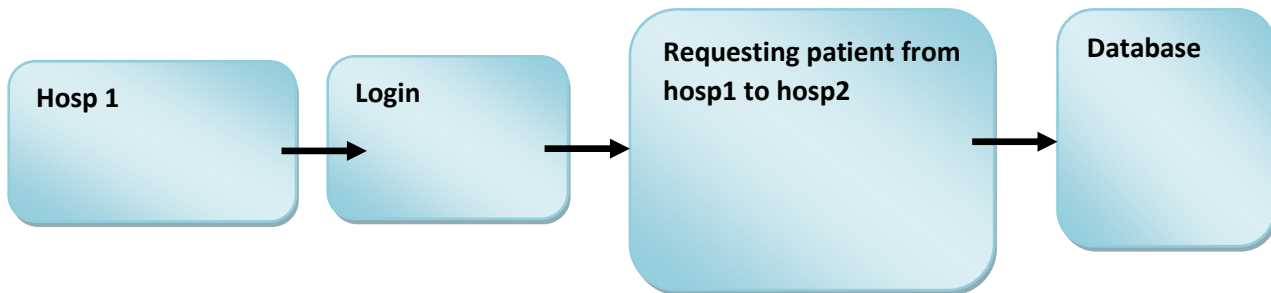 Hosp 1
Login
Requesting patient from
hosp1 to hosp2
Database